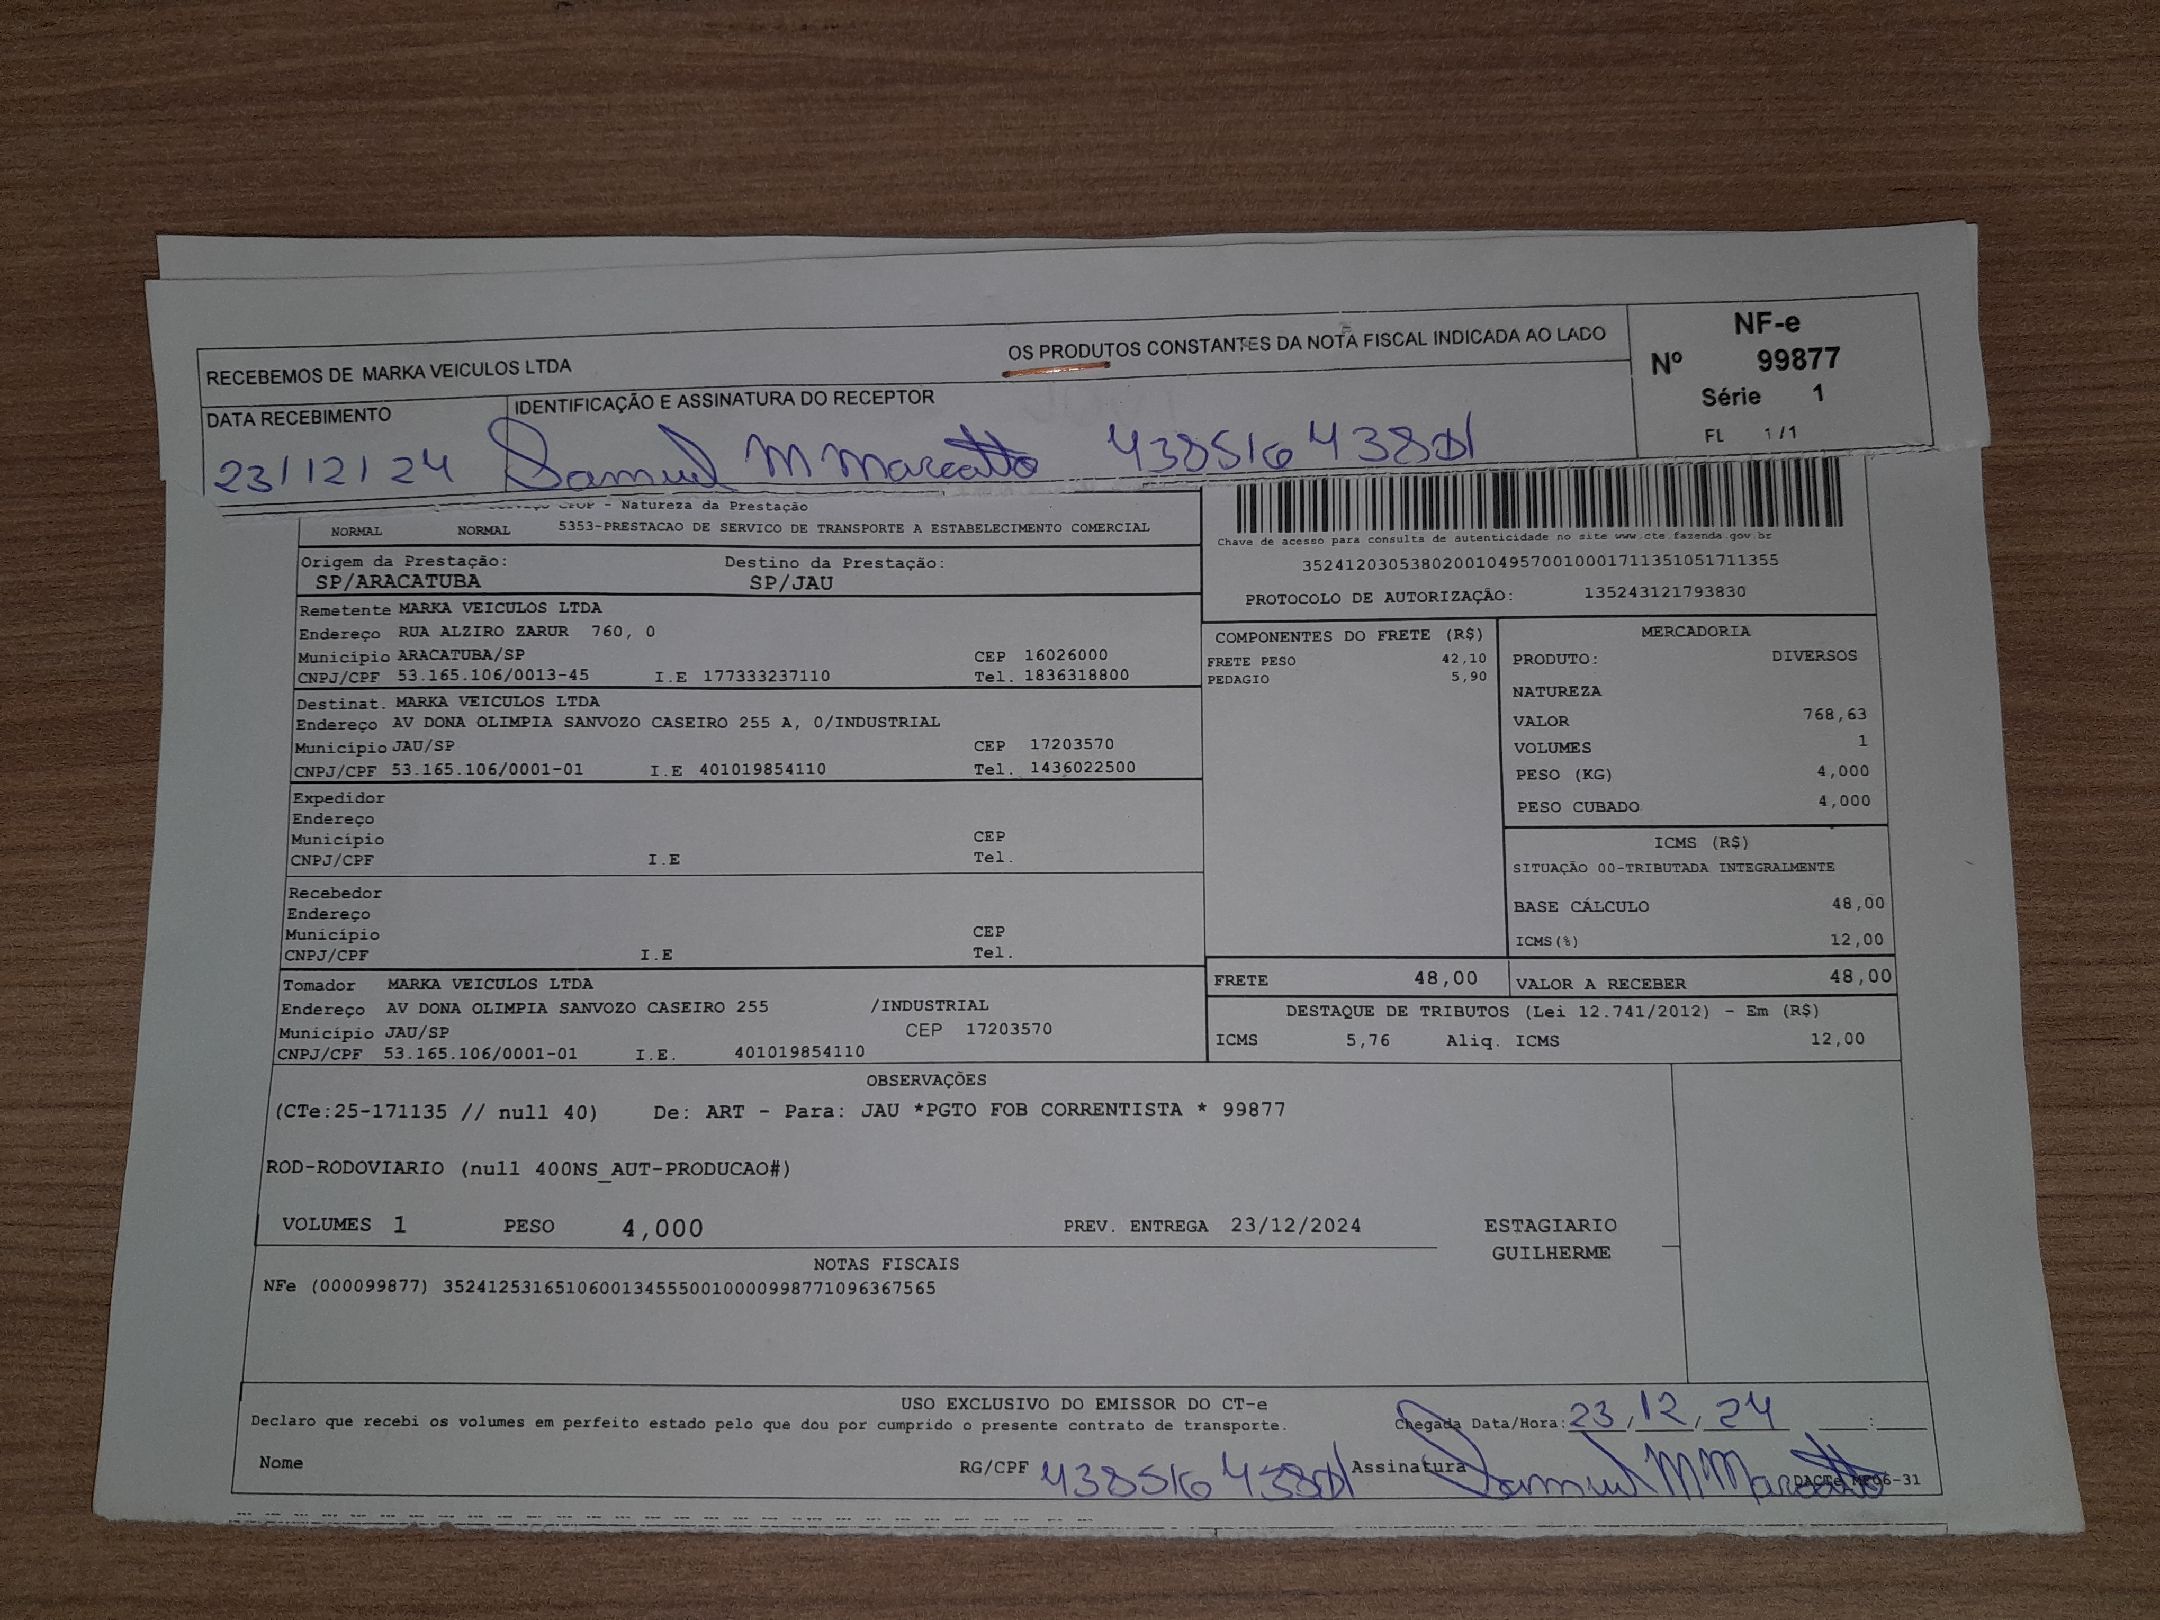 RECEBEMOS DE MARKA VEICULOS LTDA OS PRODUTOS CONSTANTES DA NOTA FISCAL INDICADA AO LADO
NF-e
Nº 99877
Série 1
FL 1 / 1
DATA RECEBIMENTO IDENTIFICAÇÃO E ASSINATURA DO RECEPTOR
23/12/24 Samuel M Marcatto
CFOP - Natureza da Prestação
NORMAL NORMAL 5353-PRESTACAO DE SERVICO DE TRANSPORTE A ESTABELECIMENTO COMERCIAL
Chave de acesso para consulta de autenticidade no site www.cte.fazenda.gov.br
35241203053802001049570010001711351051711355
PROTOCOLO DE AUTORIZAÇÃO: 135243121793830
Origem da Prestação: Destino da Prestação:
SP/ARACATUBA SP/JAU
Remetente MARKA VEICULOS LTDA
Endereço RUA ALZIRO ZARUR 760, 0
Município ARACATUBA/SP CEP 16026000
CNPJ/CPF 53.165.106/0013-45 I.E 177333237110 Tel. 1836318800
Destinat. MARKA VEICULOS LTDA
Endereço AV DONA OLIMPIA SANVOZO CASEIRO 255 A, 0/INDUSTRIAL
Município JAU/SP CEP 17203570
CNPJ/CPF 53.165.106/0001-01 I.E 401019854110 Tel. 1436022500
Expedidor
Endereço
Município CEP
CNPJ/CPF I.E Tel.
Recebedor
Endereço
Município CEP
CNPJ/CPF I.E Tel.
Tomador MARKA VEICULOS LTDA
Endereço AV DONA OLIMPIA SANVOZO CASEIRO 255 /INDUSTRIAL
Município JAU/SP CEP 17203570
CNPJ/CPF 53.165.106/0001-01 I.E. 401019854110
COMPONENTES DO FRETE (R$)
FRETE PESO 42,10
PEDAGIO 5,90
MERCADORIA
PRODUTO: DIVERSOS
NATUREZA
VALOR 768,63
VOLUMES 1
PESO (KG) 4,000
PESO CUBADO 4,000
ICMS (R$)
SITUAÇÃO 00-TRIBUTADA INTEGRALMENTE
BASE CÁLCULO 48,00
ICMS(%) 12,00
FRETE 48,00 VALOR A RECEBER 48,00
DESTAQUE DE TRIBUTOS (Lei 12.741/2012) - Em (R$)
ICMS 5,76 Aliq. ICMS 12,00
OBSERVAÇÕES
(CTe:25-171135 // null 40) De: ART - Para: JAU *PGTO FOB CORRENTISTA * 99877
ROD-RODOVIARIO (null 400NS_AUT-PRODUCAO#)
VOLUMES 1 PESO 4,000 PREV. ENTREGA 23/12/2024 ESTAGIARIO
GUILHERME
NOTAS FISCAIS
NFe (000099877) 35241253165106001345550010000998771096367565
USO EXCLUSIVO DO EMISSOR DO CT-e
Declaro que recebi os volumes em perfeito estado pelo que dou por cumprido o presente contrato de transporte. Chegada Data/Hora: 23/12/24 :
Nome RG/CPF Assinatura Samuel M Marcatto